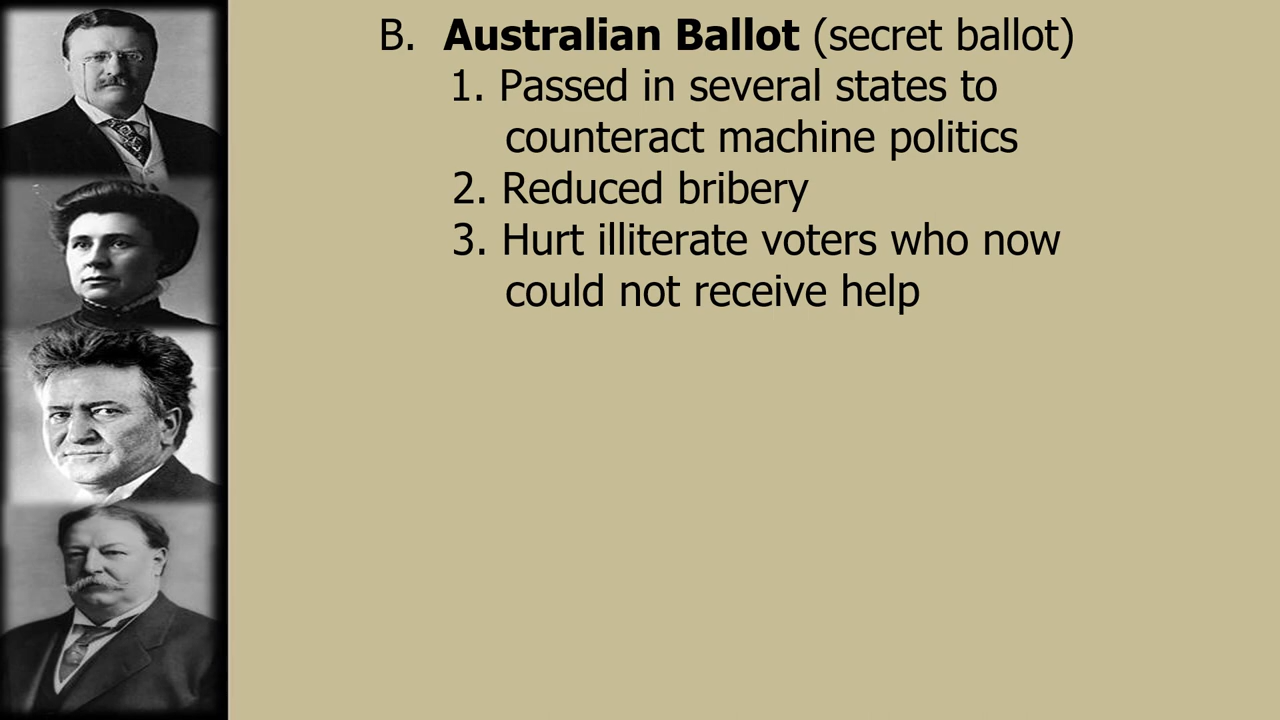 B. Australian Ballot (secret ballot)
1. Passed in several states to
counteract machine politics
2. Reduced bribery
3. Hurt illiterate voters who now
could not receive help